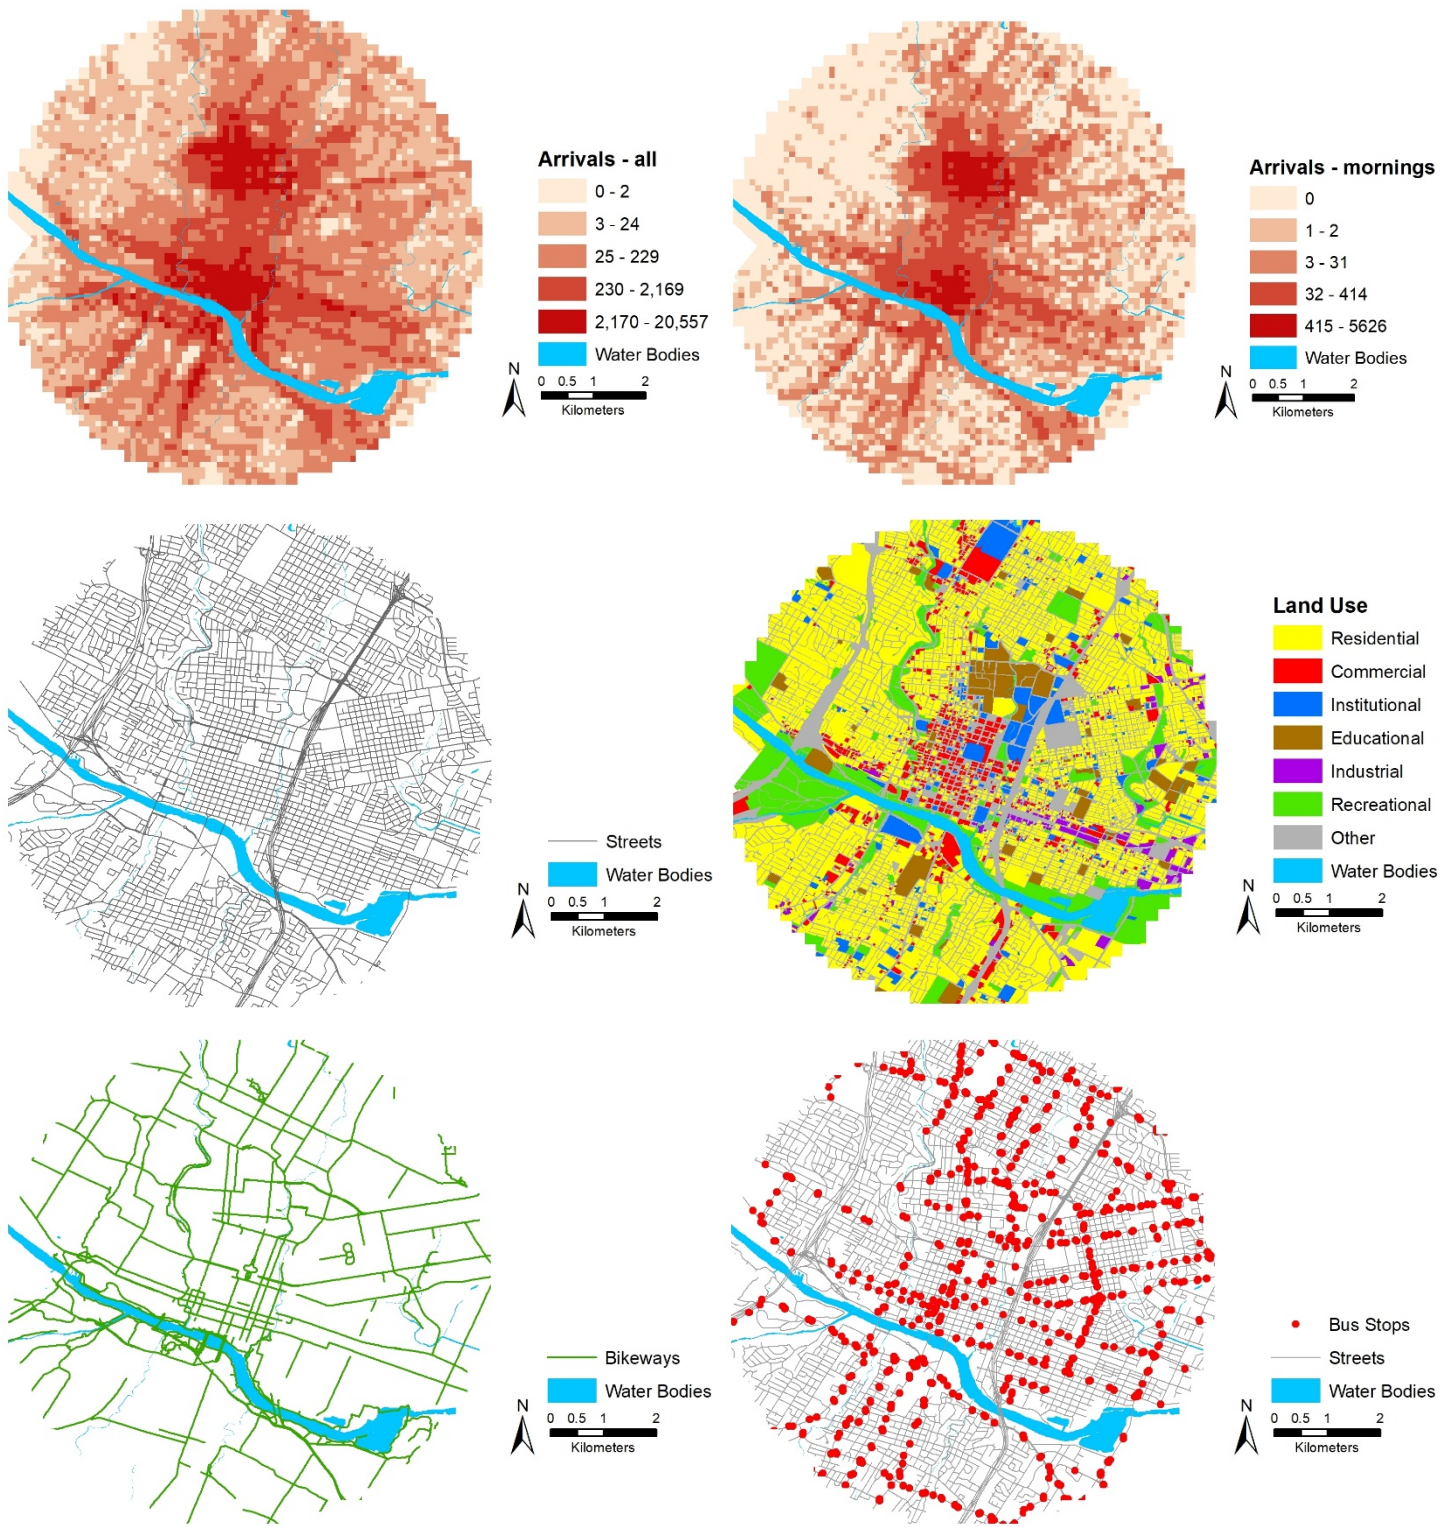 Arrivals - all
0 - 2
3 - 24
25 - 229
230 - 2,169
2,170 - 20,557
Water Bodies
N
0 0.5 1 2
Kilometers
Arrivals - mornings
0
1 - 2
3 - 31
32 - 414
415 - 5626
Water Bodies
N
0 0.5 1 2
Kilometers
Streets
Water Bodies
N
0 0.5 1 2
Kilometers
Land Use
Residential
Commercial
Institutional
Educational
Industrial
Recreational
Other
Water Bodies
N
0 0.5 1 2
Kilometers
Bikeways
Water Bodies
N
0 0.5 1 2
Kilometers
Bus Stops
Streets
Water Bodies
N
0 0.5 1 2
Kilometers